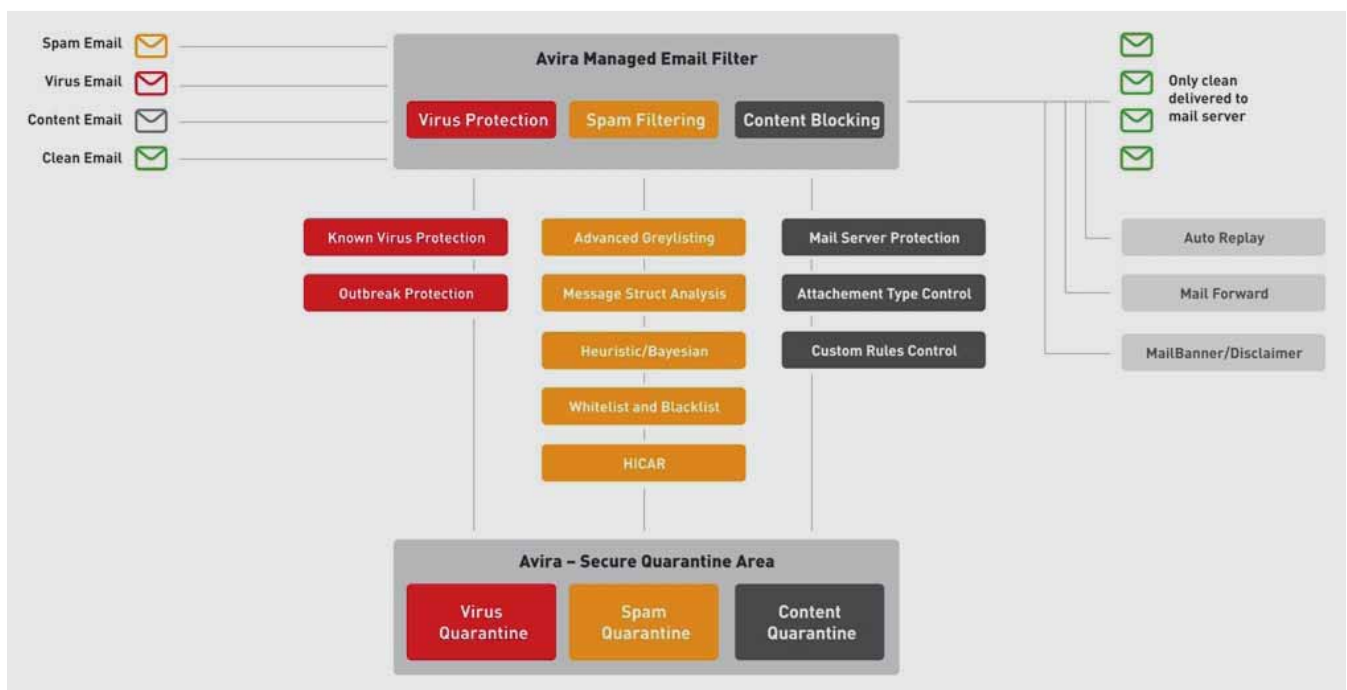 Spam Email
Virus Email
Content Email
Clean Email
Avira Managed Email Filter
Virus Protection
Spam Filtering
Content Blocking
Only clean
delivered to
mail server
Known Virus Protection
Advanced Greylisting
Mail Server Protection
Auto Replay
Outbreak Protection
Message Struct Analysis
Attachement Type Control
Mail Forward
Heuristic/Bayesian
Custom Rules Control
MailBanner/Disclaimer
Whitelist and Blacklist
HICAR
Avira – Secure Quarantine Area
Virus
Quarantine
Spam
Quarantine
Content
Quarantine